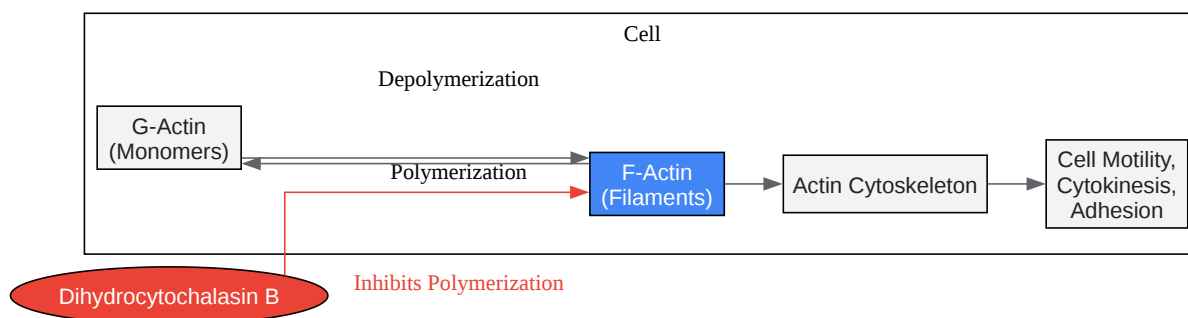 Cell
Depolymerization
G-Actin
(Monomers)
Polymerization
F-Actin
(Filaments)
Actin Cytoskeleton
Cell Motility,
Cytokinesis,
Adhesion
Dihydrocytochalasin B
Inhibits Polymerization